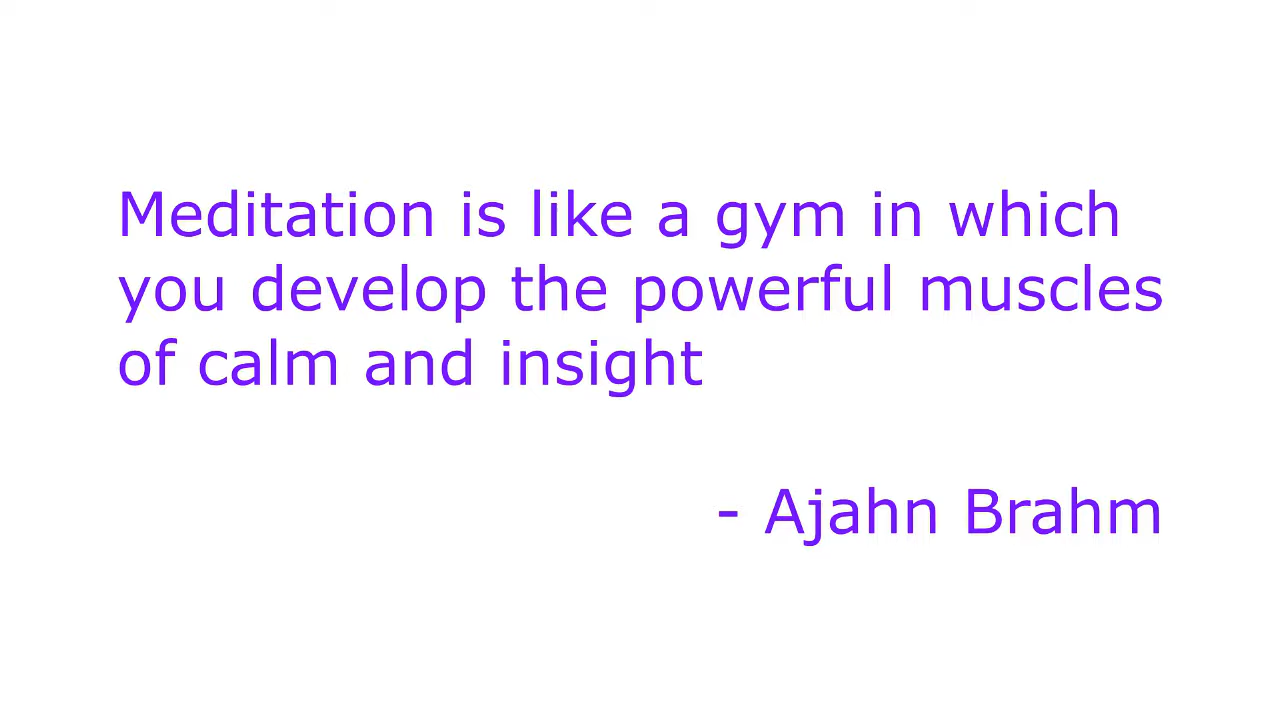 Meditation is like a gym in which
you develop the powerful muscles
of calm and insight
- Ajahn Brahm